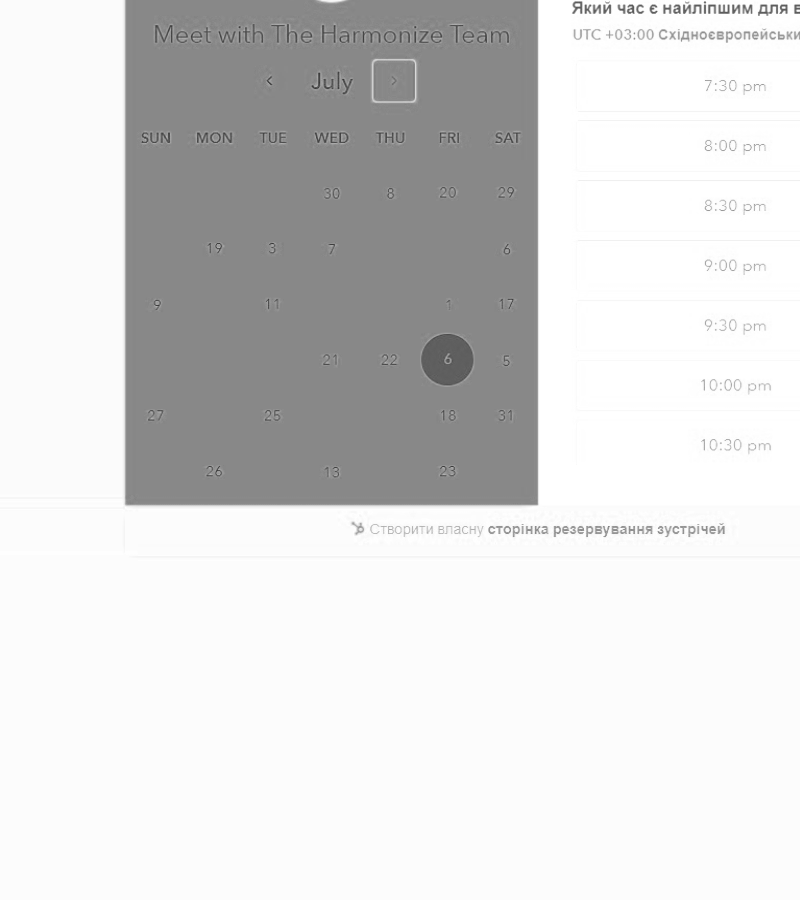 Meet with The Harmonize Team
July
SUN MON TUE WED THU FRI SAT
30 8 20 29
19 3 7 6
9 11 1 17
21 22 6 5
27 25 18 31
26 13 23
Який час є найліпшим для
UTC +03:00
7:30 pm
8:00 pm
8:30 pm
9:00 pm
9:30 pm
10:00 pm
10:30 pm
Створити власну сторінка резервування зустрічей